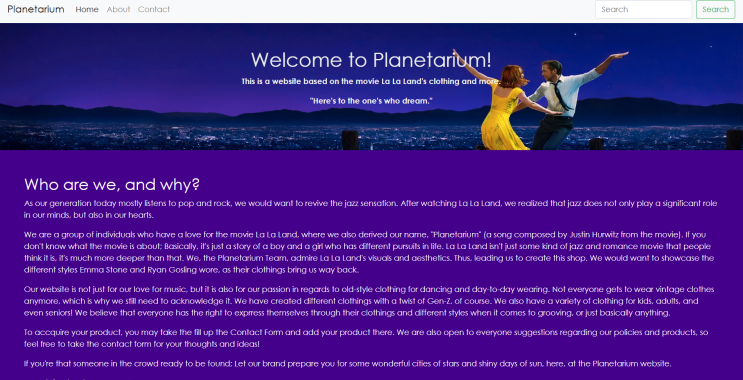 Planetarium Home About Contact Search Search
Welcome to Planetarium!
This is a website based on the movie La La Land's clothing and more.
"Here's to the one's who dream."
Who are we, and why?
As our generation today mostly listens to pop and rock, we would want to revive the jazz sensation. After watching La La Land, we realized that jazz does not only play a significant role
in our minds, but also in our hearts.
We are a group of individuals who have a love for the movie La La Land, where we also derived our name, "Planetarium" (a song composed by Justin Hurwitz from the movie). If you
don't know what the movie is about; Basically, it's just a story of a boy and a girl who has different pursuits in life. La La Land isn't just some kind of jazz and romance movie that people
think it is, it's much more deeper than that. We, the Planetarium Team, admire La La Land's visuals and aesthetics. Thus, leading us to create this shop. We would want to showcase the
different styles Emma Stone and Ryan Gosling wore, as their clothings bring us way back.
Our website is not just for our love for music, but it is also for our passion in regards to old-style clothing for dancing and day-to-day wearing. Not everyone gets to wear vintage clothes
anymore, which is why we still need to acknowledge it. We have created different clothings with a twist of Gen-Z, of course. We also have a variety of clothing for kids, adults, and
even seniors! We believe that everyone has the right to express themselves through their clothings and different styles when it comes to grooving, or just basically anything.
To accquire your product, you may take the fill up the Contact Form and add your product there. We are also open to everyone suggestions regarding our policies and products, so
feel free to take the contact form for your thoughts and ideas!
If you're that someone in the crowd ready to be found; Let our brand prepare you for some wonderful cities of stars and shiny days of sun, here, at the Planetarium website.